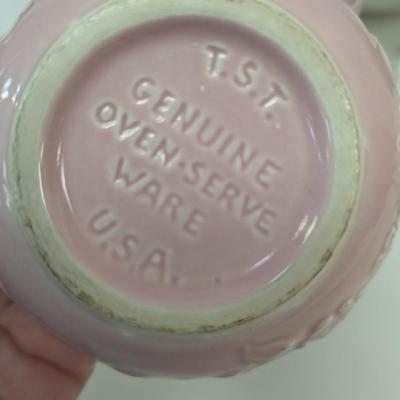 T.S.T.
GENUINE
OVEN-SERVE
WARE
U.S.A.